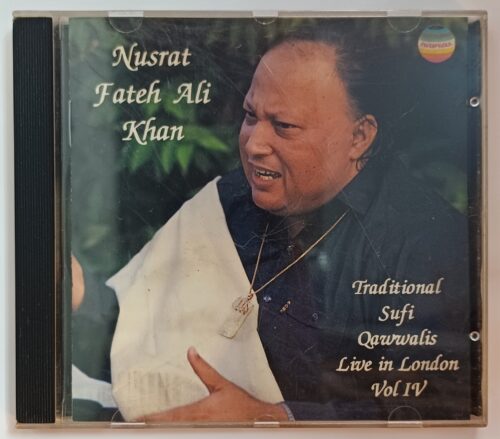 Nusrat
Fateh Ali
Khan
Traditional
Sufi
Qawwalis
Live in London
Vol IV